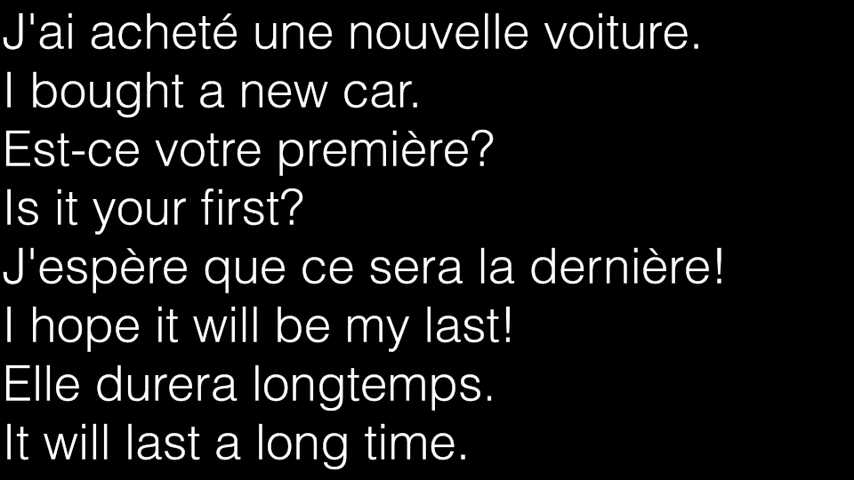 J'ai acheté une nouvelle voiture.
I bought a new car.
Est-ce votre première?
Is it your first?
J'espère que ce sera la dernière!
I hope it will be my last!
Elle durera longtemps.
It will last a long time.